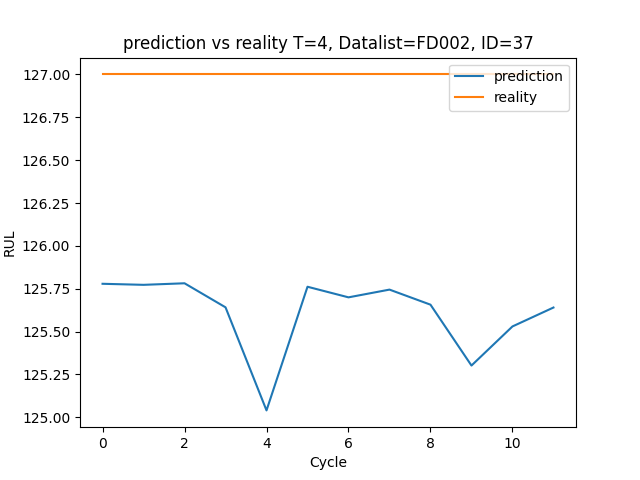 prediction vs reality T=4, Datalist=FD002, ID=37
127.00
126.75
126.50
126.25
126.00
125.75
125.50
125.25
125.00
RUL
prediction
reality
0 2 4 6 8 10
Cycle